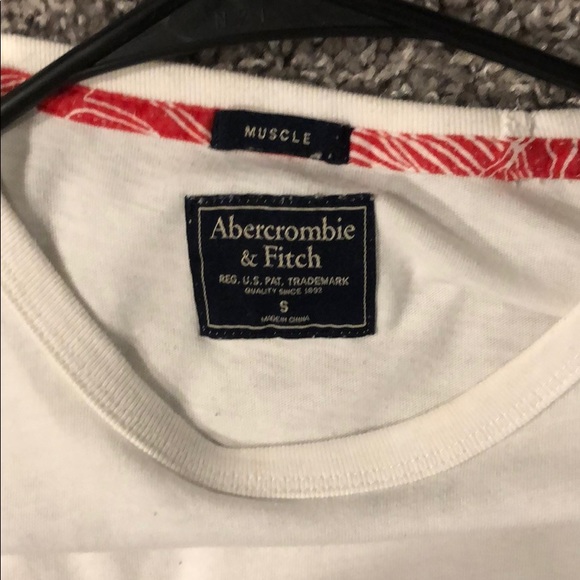 MUSCLE
Abercrombie
& Fitch
REG. U.S. PAT. TRADEMARK
QUALITY SINCE 1892
S
MADE IN CHINA